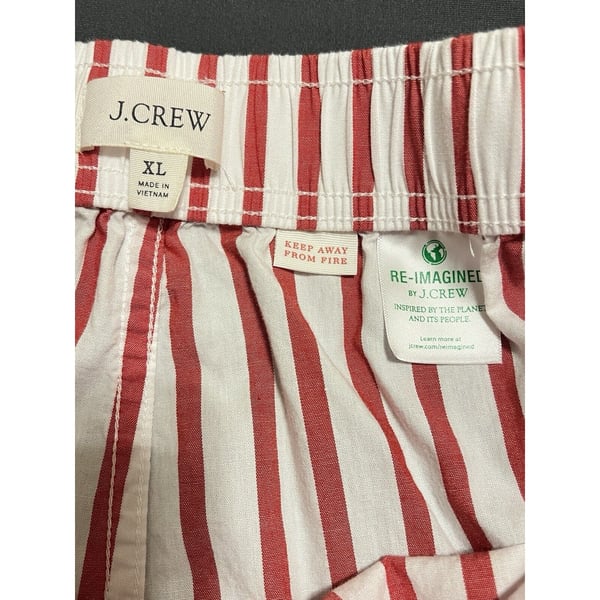 J.CREW
XL
MADE IN
VIETNAM
KEEP AWAY
FROM FIRE
RE-IMAGINED
BY J.CREW
INSPIRED BY THE PLANET
AND ITS PEOPLE.
Learn more at
jcrew.com/reimagined